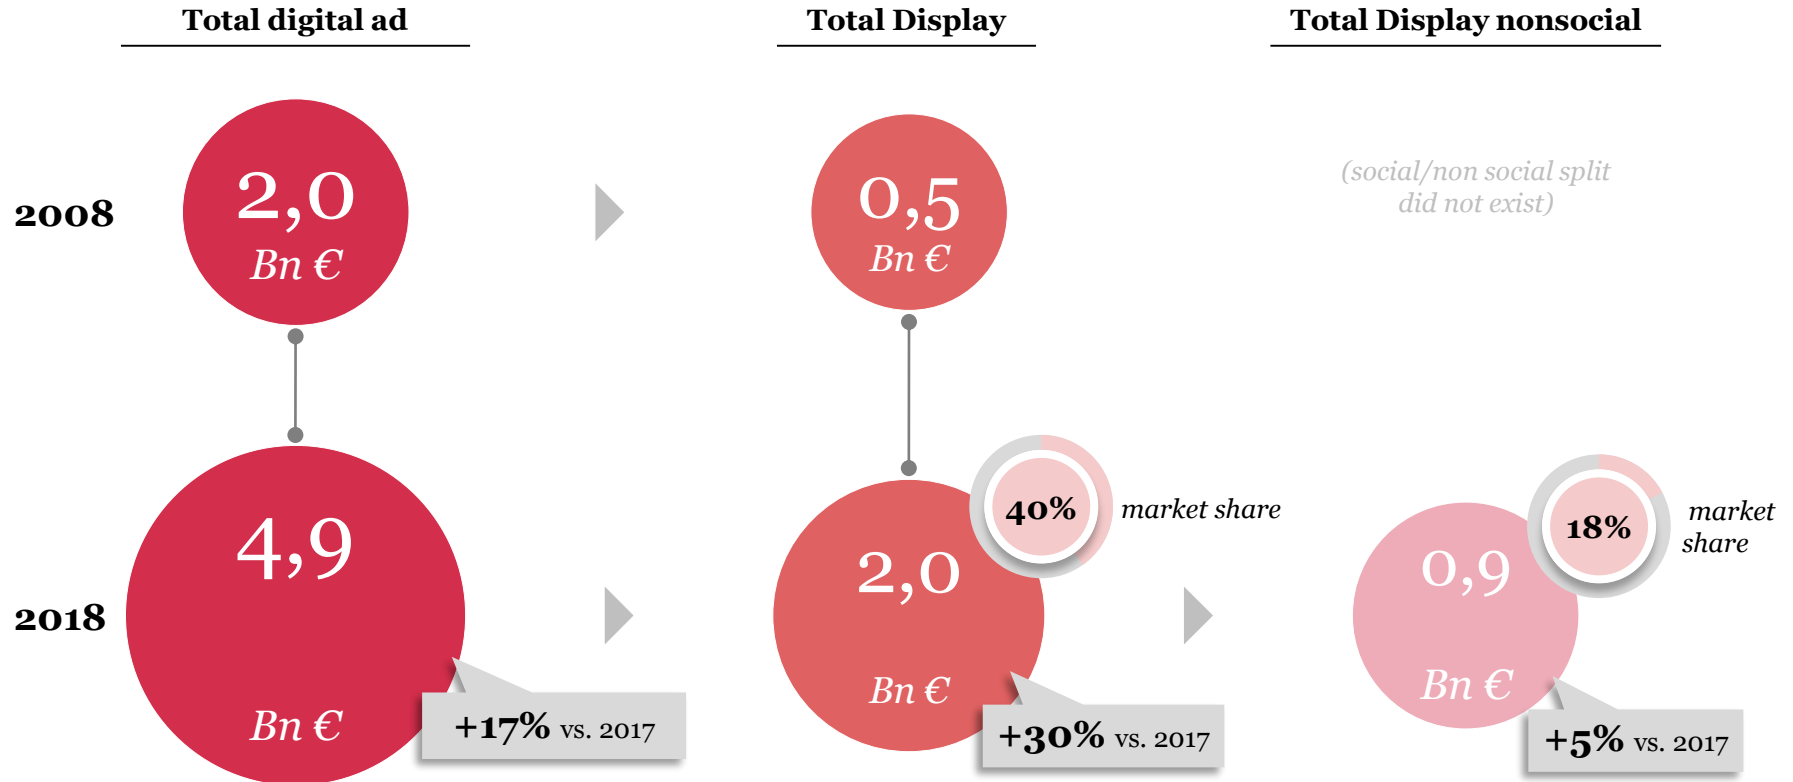 Total digital ad
Total Display
Total Display nonsocial
2008
2,0
Bn €
0,5
Bn €
(social/non social split
did not exist)
2018
4,9
Bn €
+17% vs. 2017
2,0
Bn €
40%
market share
+30% vs. 2017
0,9
Bn €
18%
market
share
+5% vs. 2017